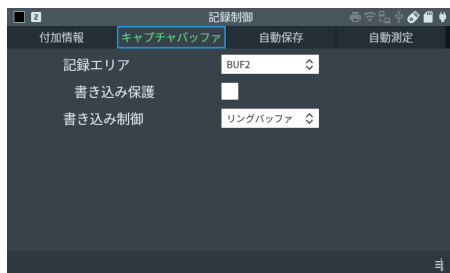 2 記録制御
付加情報 キャプチャバッファ 自動保存 自動測定
記録エリア BUF2
書き込み保護
書き込み制御 リングバッファ